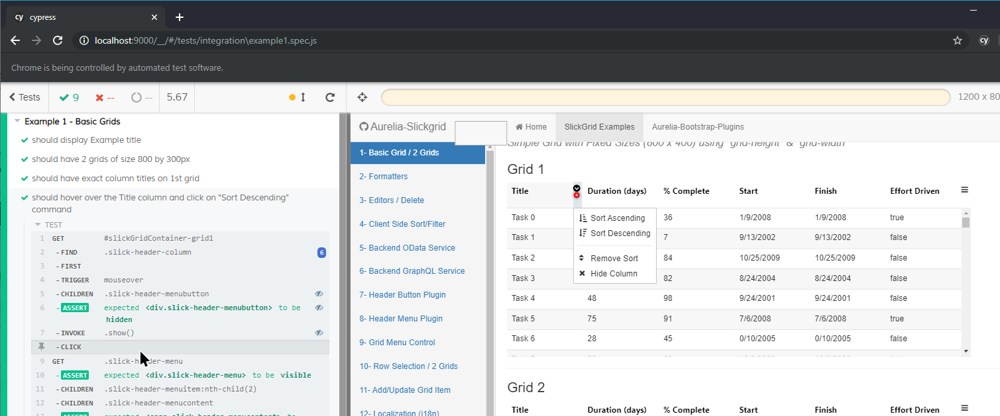 cy cypress
localhost:9000/__/#/tests/integration\example1.spec.js
cy
Chrome is being controlled by automated test software.
Tests
9
--
--
5.67
1200 x 80
Example 1 - Basic Grids
should display Example title
should have 2 grids of size 800 by 300px
should have exact column titles on 1st grid
should hover over the Title column and click on "Sort Descending"
command
TEST
1 GET #slickGridContainer-grid1
2 - FIND .slick-header-column 6
3 - FIRST
4 - TRIGGER mouseover
5 - CHILDREN .slick-header-menubutton
6 - ASSERT expected <div.slick-header-menubutton> to be
hidden
7 - INVOKE .show()
- CLICK
9 GET .slick-header-menu
10 - ASSERT expected <div.slick-header-menu> to be visible
11 - CHILDREN .slick-header-menuitem:nth-child(2)
12 - CHILDREN .slick-header-menucontent
13 - ASSERT expected <span.slick-header-menucontent> to
Aurelia-Slickgrid
Home
SlickGrid Examples
Aurelia-Bootstrap-Plugins
1- Basic Grid / 2 Grids
2- Formatters
3- Editors / Delete
4- Client Side Sort/Filter
5- Backend OData Service
6- Backend GraphQL Service
7- Header Button Plugin
8- Header Menu Plugin
9- Grid Menu Control
10- Row Selection / 2 Grids
11- Add/Update Grid Item
12- Localization (i18n)
Simple Grid with Fixed Sizes (800 x 400) using "grid-height" & "grid-width"
Grid 1
Title Duration (days) % Complete Start Finish Effort Driven
Task 0 36 1/9/2008 1/9/2008 true
Task 1 7 9/13/2002 9/13/2002 false
Task 2 84 10/25/2009 10/25/2009 false
Task 3 82 8/24/2004 8/24/2004 false
Task 4 48 98 9/24/2001 9/24/2001 false
Task 5 75 91 7/6/2008 7/6/2008 true
Task 6 28 45 0/10/2005 0/10/2005 false
Sort Ascending
Sort Descending
Remove Sort
Hide Column
Grid 2
Title Duration (days) % Complete Start Finish Effort Driven